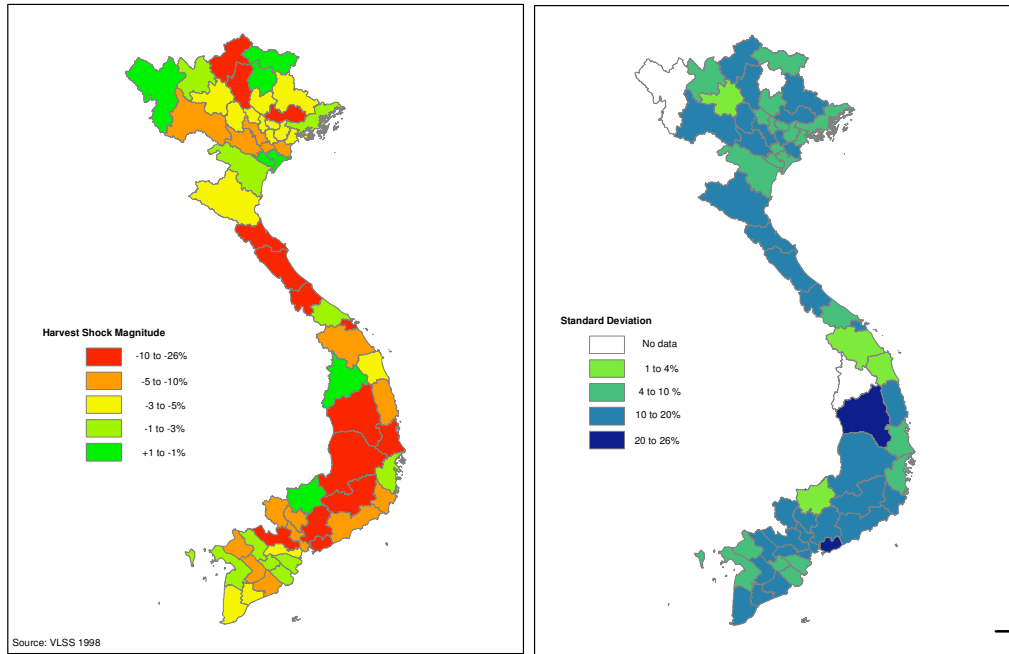 Harvest Shock Magnitude
-10 to -26%
-5 to -10%
-3 to -5%
-1 to -3%
+1 to -1%
Source: VLSS 1998
Standard Deviation
No data
1 to 4%
4 to 10 %
10 to 20%
20 to 26%